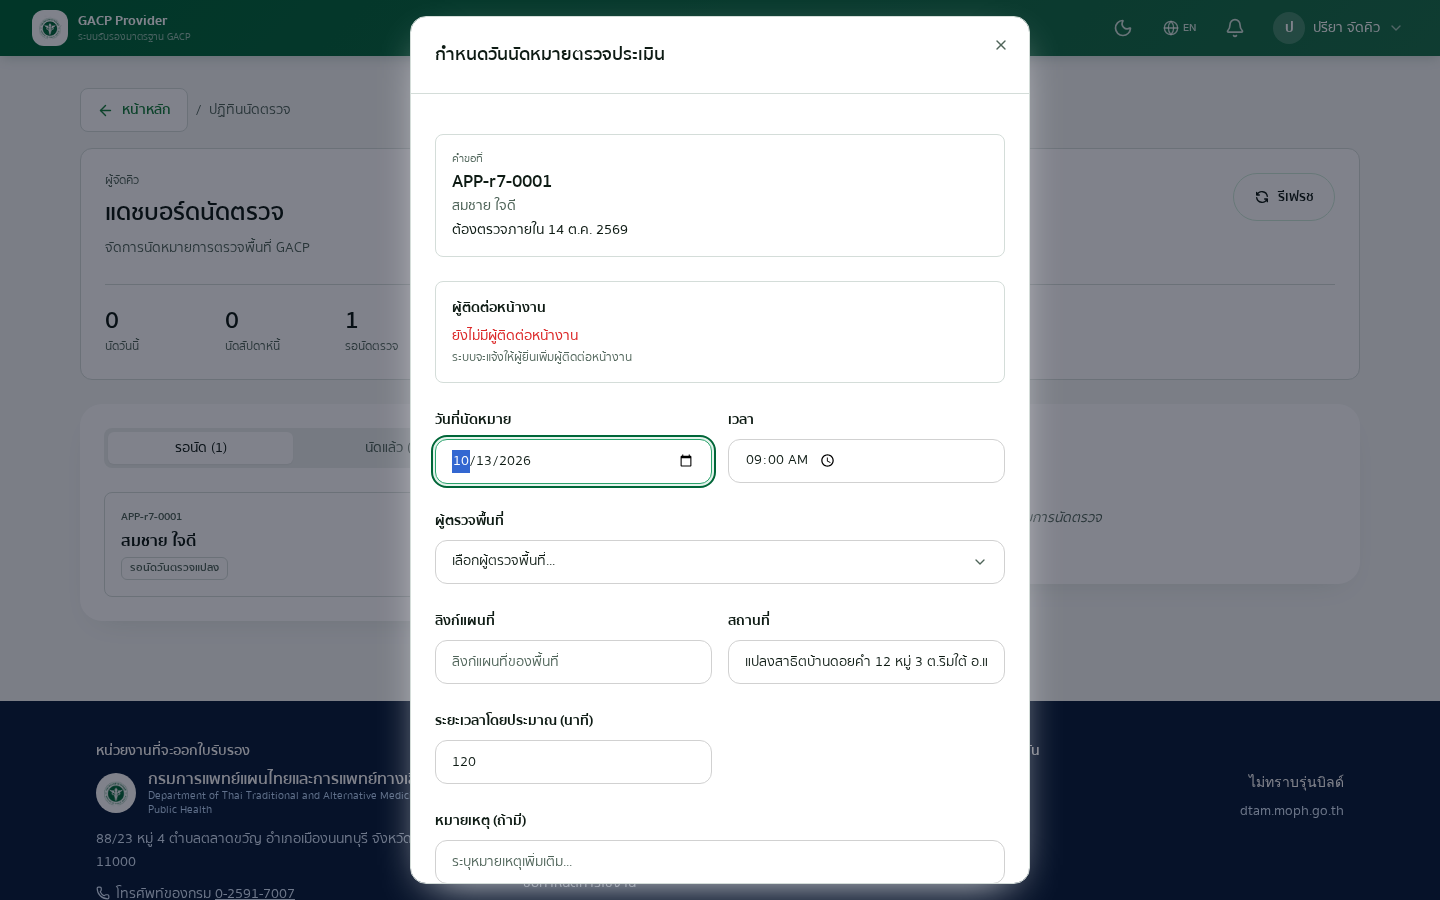 GACP Provider
ระบบรับรองมาตรฐาน GACP
EN
ป
ปรียา จัดคิว
หน้าหลัก
/ ปฏิทินนัดตรวจ
ผู้จัดคิว
แดชบอร์ดนัดตรวจ
จัดการนัดหมายการตรวจพื้นที่ GACP
รีเฟรช
0
นัดวันนี้
0
นัดสัปดาห์นี้
1
รอนัดตรวจ
รอนัด (1)
นัดแล้ว (
APP-r7-0001
สมชาย ใจดี
รอนัดวันตรวจแปลง
การนัดตรวจ
กำหนดวันนัดหมายตรวจประเมิน
คำขอที่
APP-r7-0001
สมชาย ใจดี
ต้องตรวจภายใน 14 ต.ค. 2569
ผู้ติดต่อหน้างาน
ยังไม่มีผู้ติดต่อหน้างาน
ระบบจะแจ้งให้ผู้ยื่นเพิ่มผู้ติดต่อหน้างาน
วันที่นัดหมาย
เวลา
10/13/2026
09:00 AM
ผู้ตรวจพื้นที่
เลือกผู้ตรวจพื้นที่...
ลิงก์แผนที่
สถานที่
ลิงก์แผนที่ของพื้นที่
แปลงสาธิตบ้านดอยคำ 12 หมู่ 3 ต.ริมใต้ อ.แ
ระยะเวลาโดยประมาณ (นาที)
120
หมายเหตุ (ถ้ามี)
ระบุหมายเหตุเพิ่มเติม...
หน่วยงานที่จะออกใบรับรอง
กรมการแพทย์แผนไทยและการแพทย์ทางเ
Department of Thai Traditional and Alternative Medic
Public Health
88/23 หมู่ 4 ตำบลตลาดขวัญ อำเภอเมืองนนทบุรี จังหวัด
11000
โทรศัพท์ของกรม 0-2591-7007
ไม่ทราบรุ่นบิลด์
dtam.moph.go.th